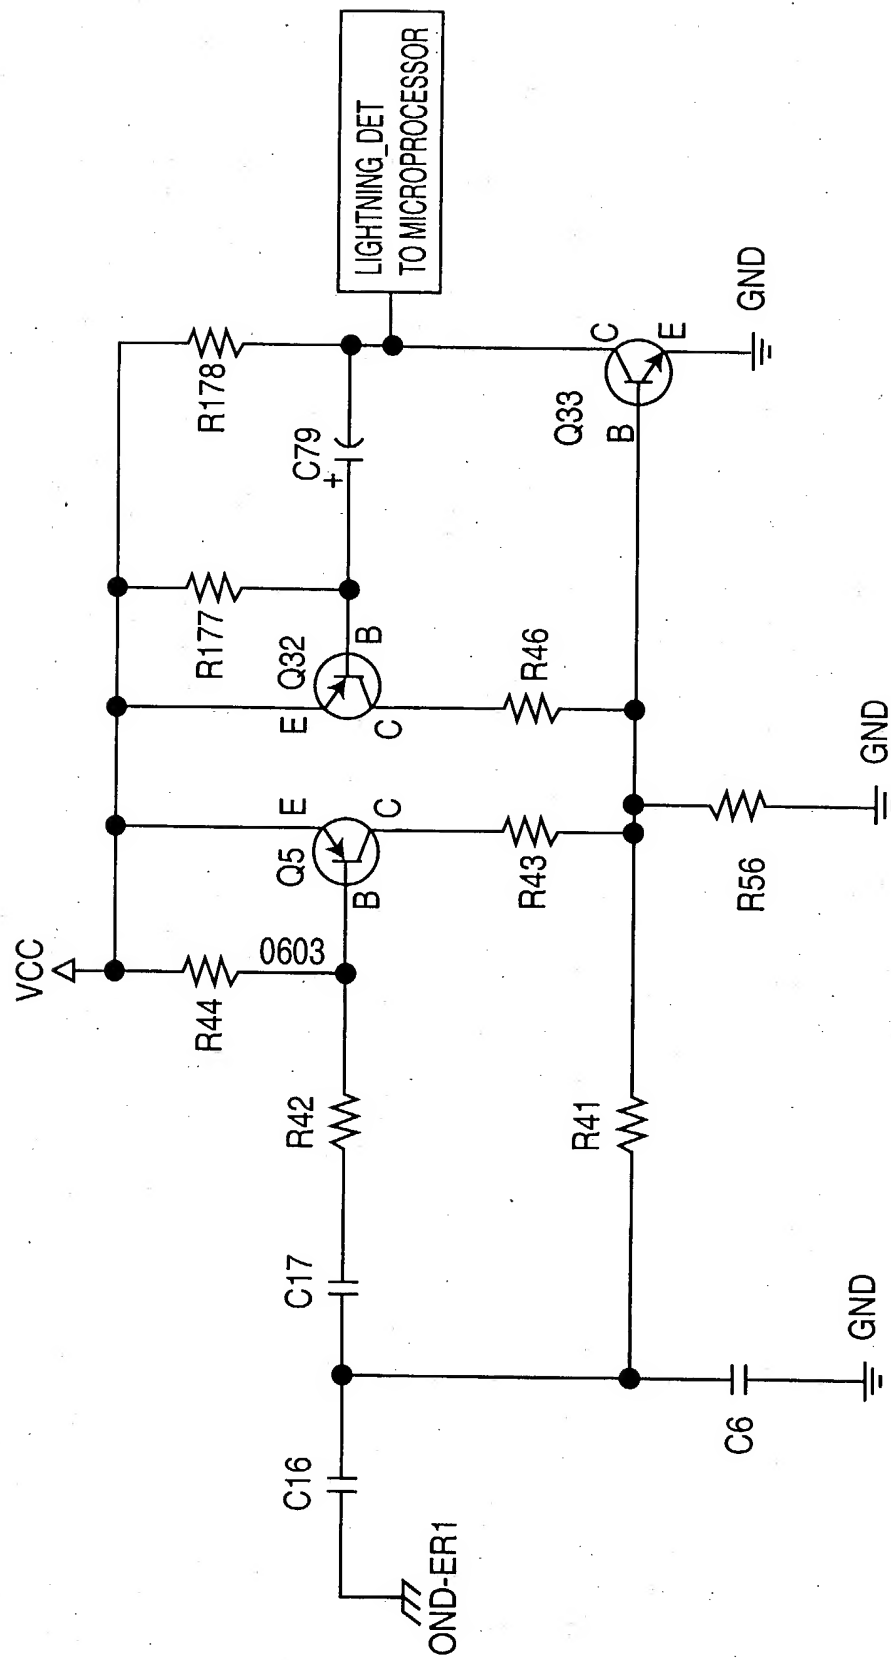 VCC
R44
0603
R177
R178
Q5
E
B
C
Q32
E
B
C
C79
+
LIGHTNING_DET
TO MICROPROCESSOR
C16
C17
R42
R43
R46
Q33
C
B
E
GND
OND-ER1
R41
R56
GND
C6
GND